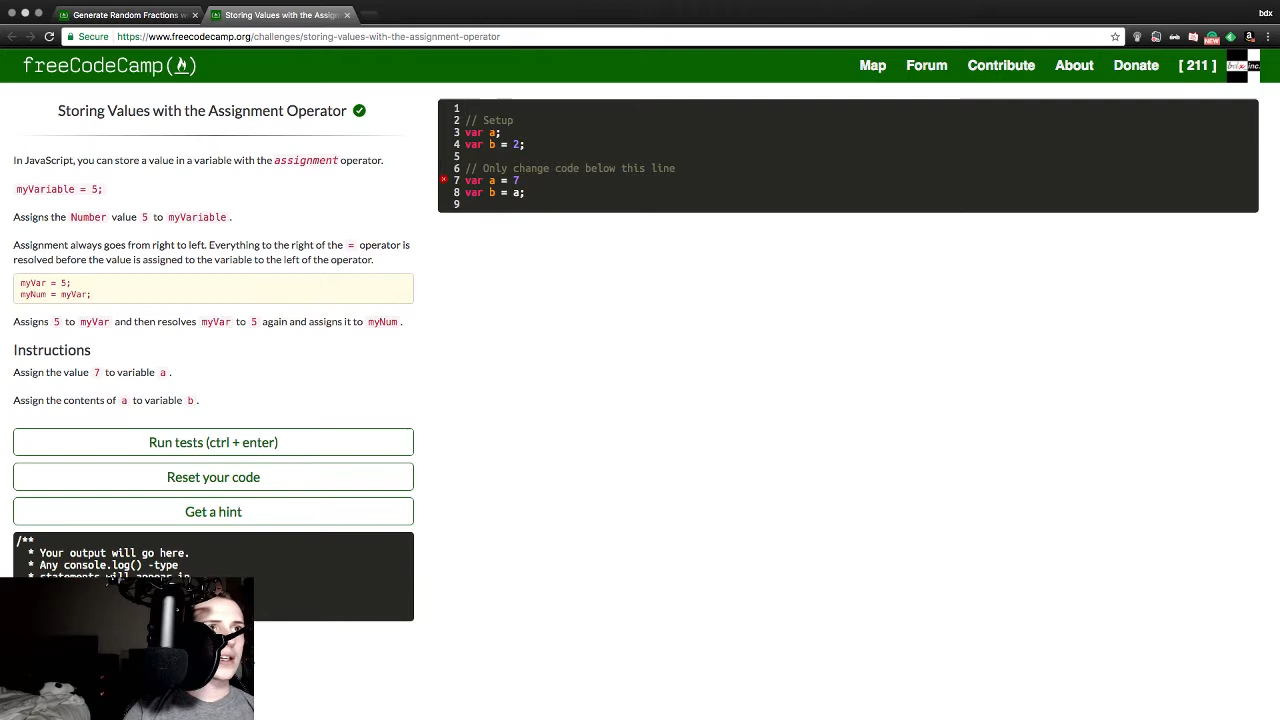 Generate Random Fractions w
Storing Values with the Assign
bdx
Secure https://www.freecodecamp.org/challenges/storing-values-with-the-assignment-operator
freeCodeCamp
Map Forum Contribute About Donate [ 211 ]
Storing Values with the Assignment Operator
In JavaScript, you can store a value in a variable with the assignment operator.
myVariable = 5;
Assigns the Number value 5 to myVariable.
Assignment always goes from right to left. Everything to the right of the = operator is
resolved before the value is assigned to the variable to the left of the operator.
myVar = 5;
myNum = myVar;
Assigns 5 to myVar and then resolves myVar to 5 again and assigns it to myNum.
Instructions
Assign the value 7 to variable a.
Assign the contents of a to variable b.
Run tests (ctrl + enter)
Reset your code
Get a hint
/**
* Your output will go here.
* Any console.log() -type
* statements will appear in
1
2 // Setup
3 var a;
4 var b = 2;
5
6 // Only change code below this line
7 var a = 7
8 var b = a;
9